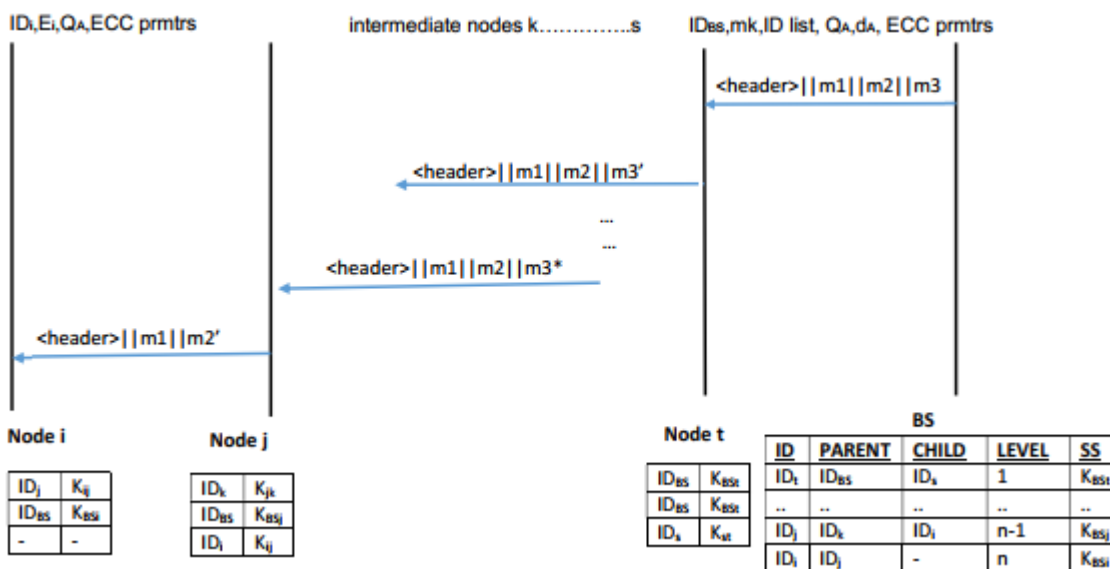 IDi,Ei,QA,ECC prmtrs
intermediate nodes k..............s
IDBS,mk,ID list, QA,dA, ECC prmtrs
<header>||m1||m2||m3
<header>||m1||m2||m3’
...
...
<header>||m1||m2||m3*
<header>||m1||m2’
Node i
Node j
Node t
BS
IDj Kij
IDBS KBSi
- -
IDk Kjk
IDBS KBSj
IDi Kij
IDBS KBSt
IDBS KBSt
IDs Kst
ID PARENT CHILD LEVEL SS
IDt IDBS IDs 1 KBSt
.. .. .. .. ..
IDj IDk IDi n-1 KBSj
IDi IDj - n KBSi